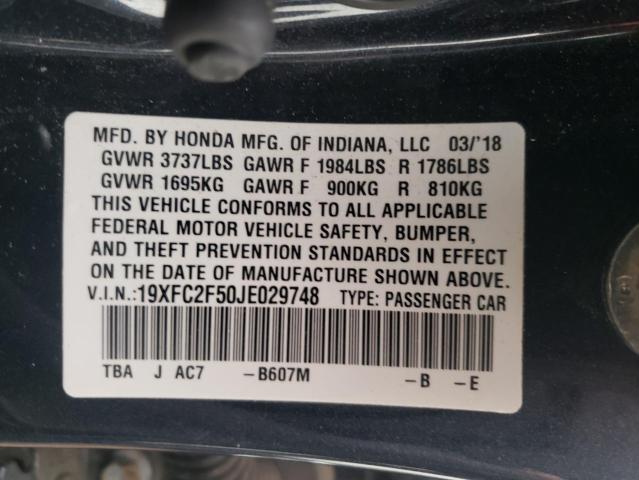 MFD. BY HONDA MFG. OF INDIANA, LLC 03/'18
GVWR 3737LBS GAWR F 1984LBS R 1786LBS
GVWR 1695KG GAWR F 900KG R 810KG
THIS VEHICLE CONFORMS TO ALL APPLICABLE
FEDERAL MOTOR VEHICLE SAFETY, BUMPER,
AND THEFT PREVENTION STANDARDS IN EFFECT
ON THE DATE OF MANUFACTURE SHOWN ABOVE.
V.I.N.:19XFC2F50JE029748 TYPE: PASSENGER CAR
TBA J AC7 -B607M -B -E